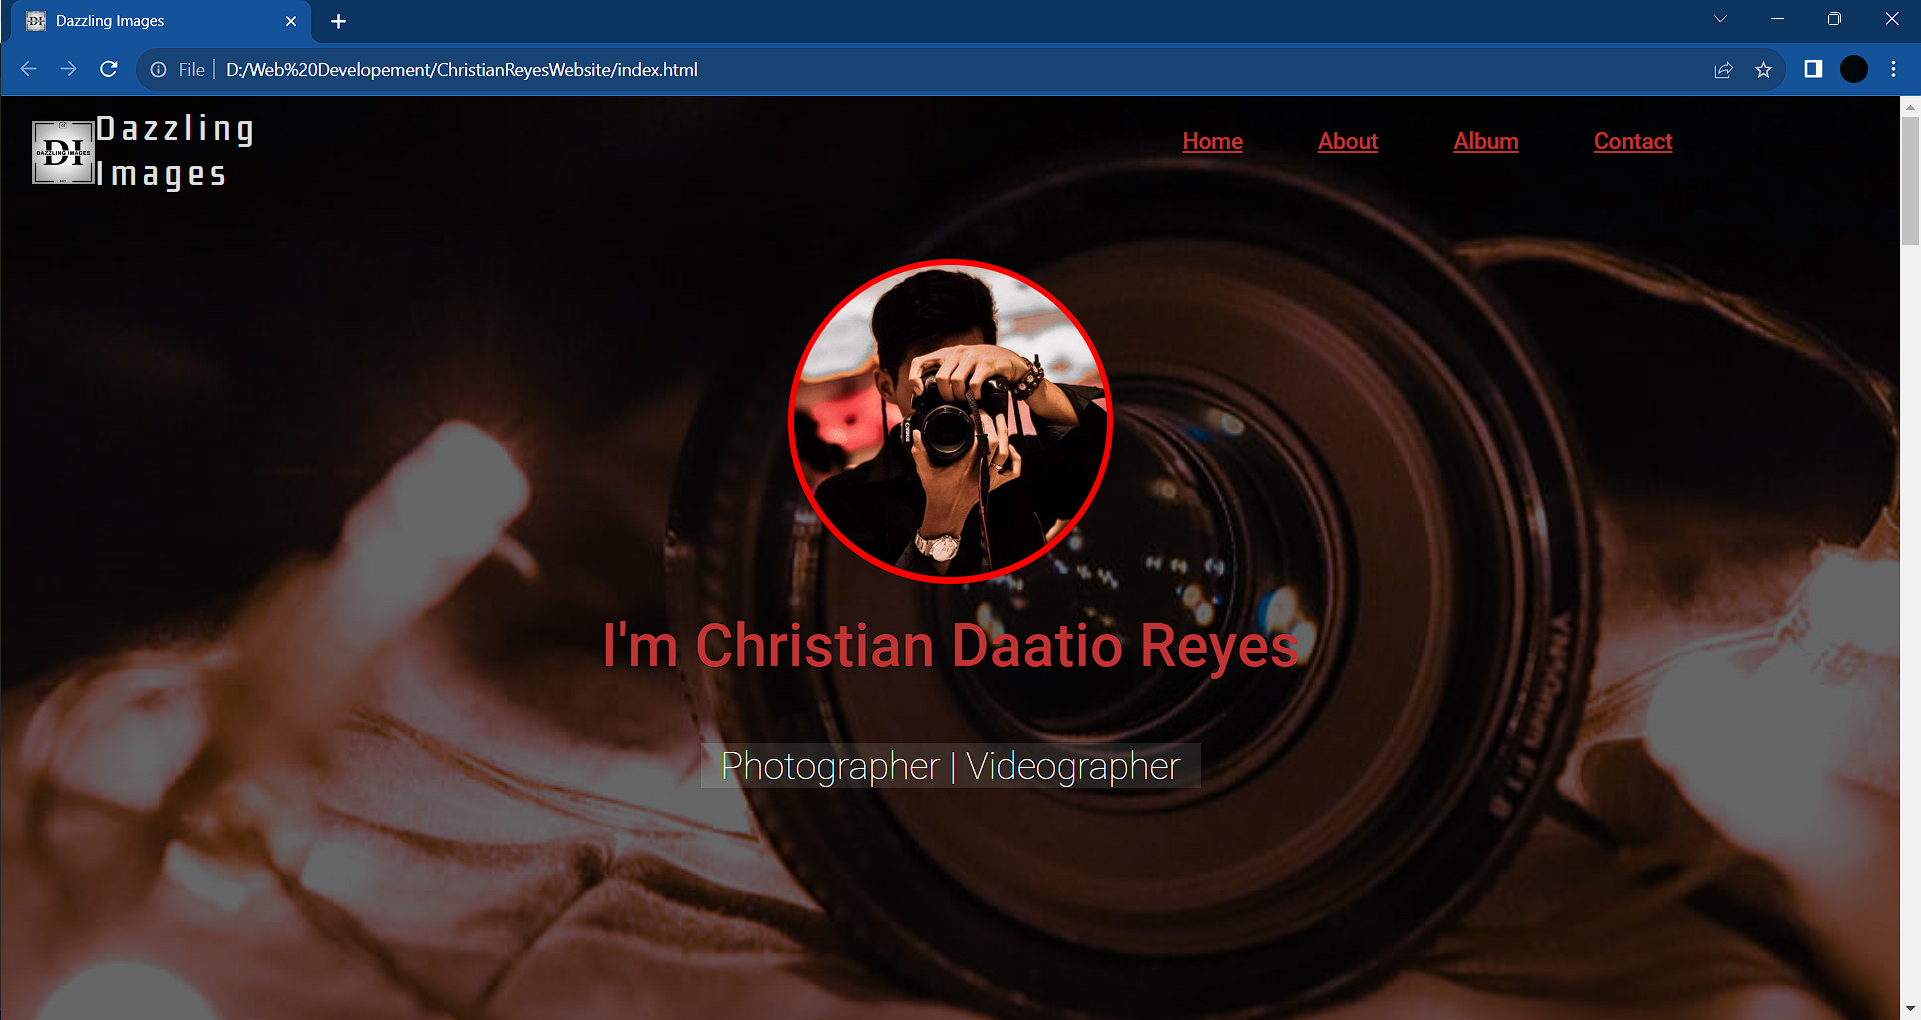 Dazzling Images
File
D:/Web%20Developement/ChristianReyesWebsite/index.html
DI
DAZZLING IMAGES
Dazzling
Images
Home
About
Album
Contact
Canon
I'm Christian Daatio Reyes
Photographer | Videographer